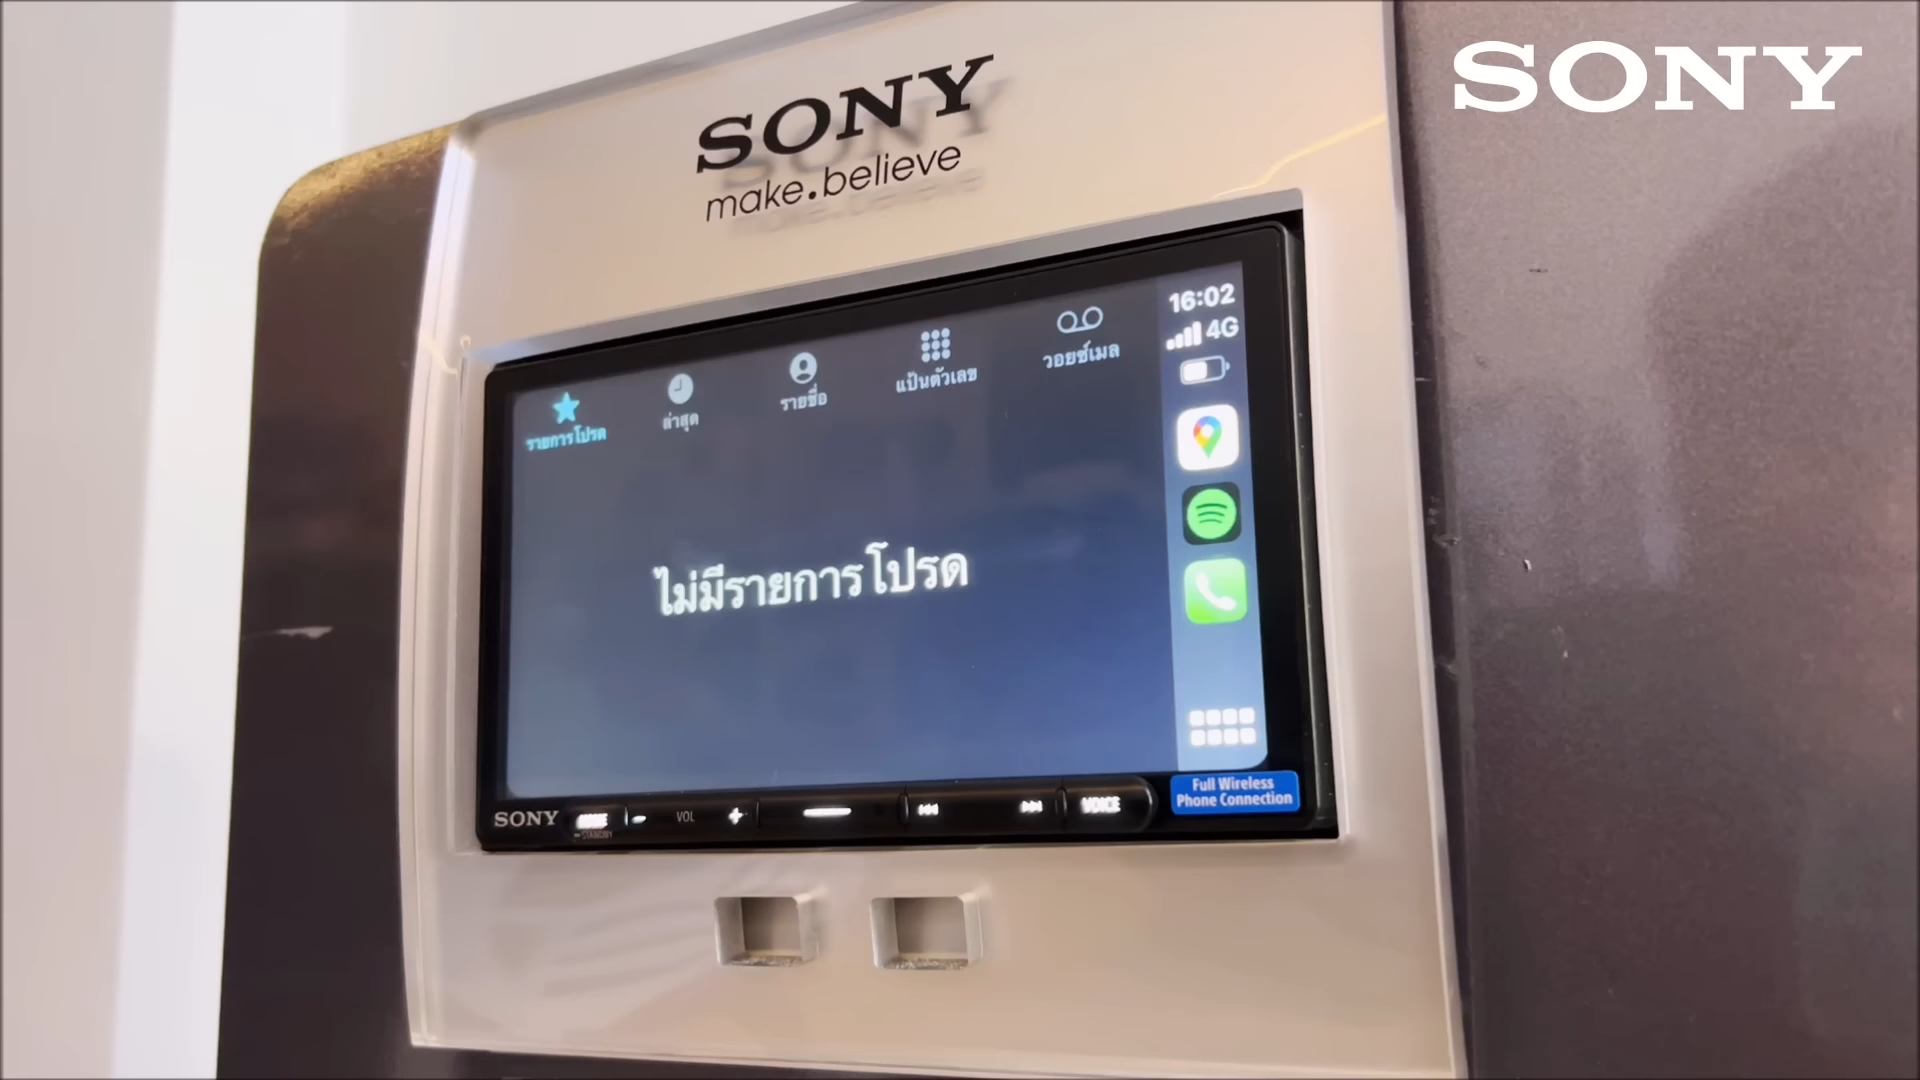 SONY
SONY
make.believe
16:02
4G
รายการโปรด
ล่าสุด
รายชื่อ
แป้นตัวเลข
วอยซ์เมล
ไม่มีรายการโปรด
SONY
MODE
VOL
VOICE
STANDBY
Full Wireless
Phone Connection